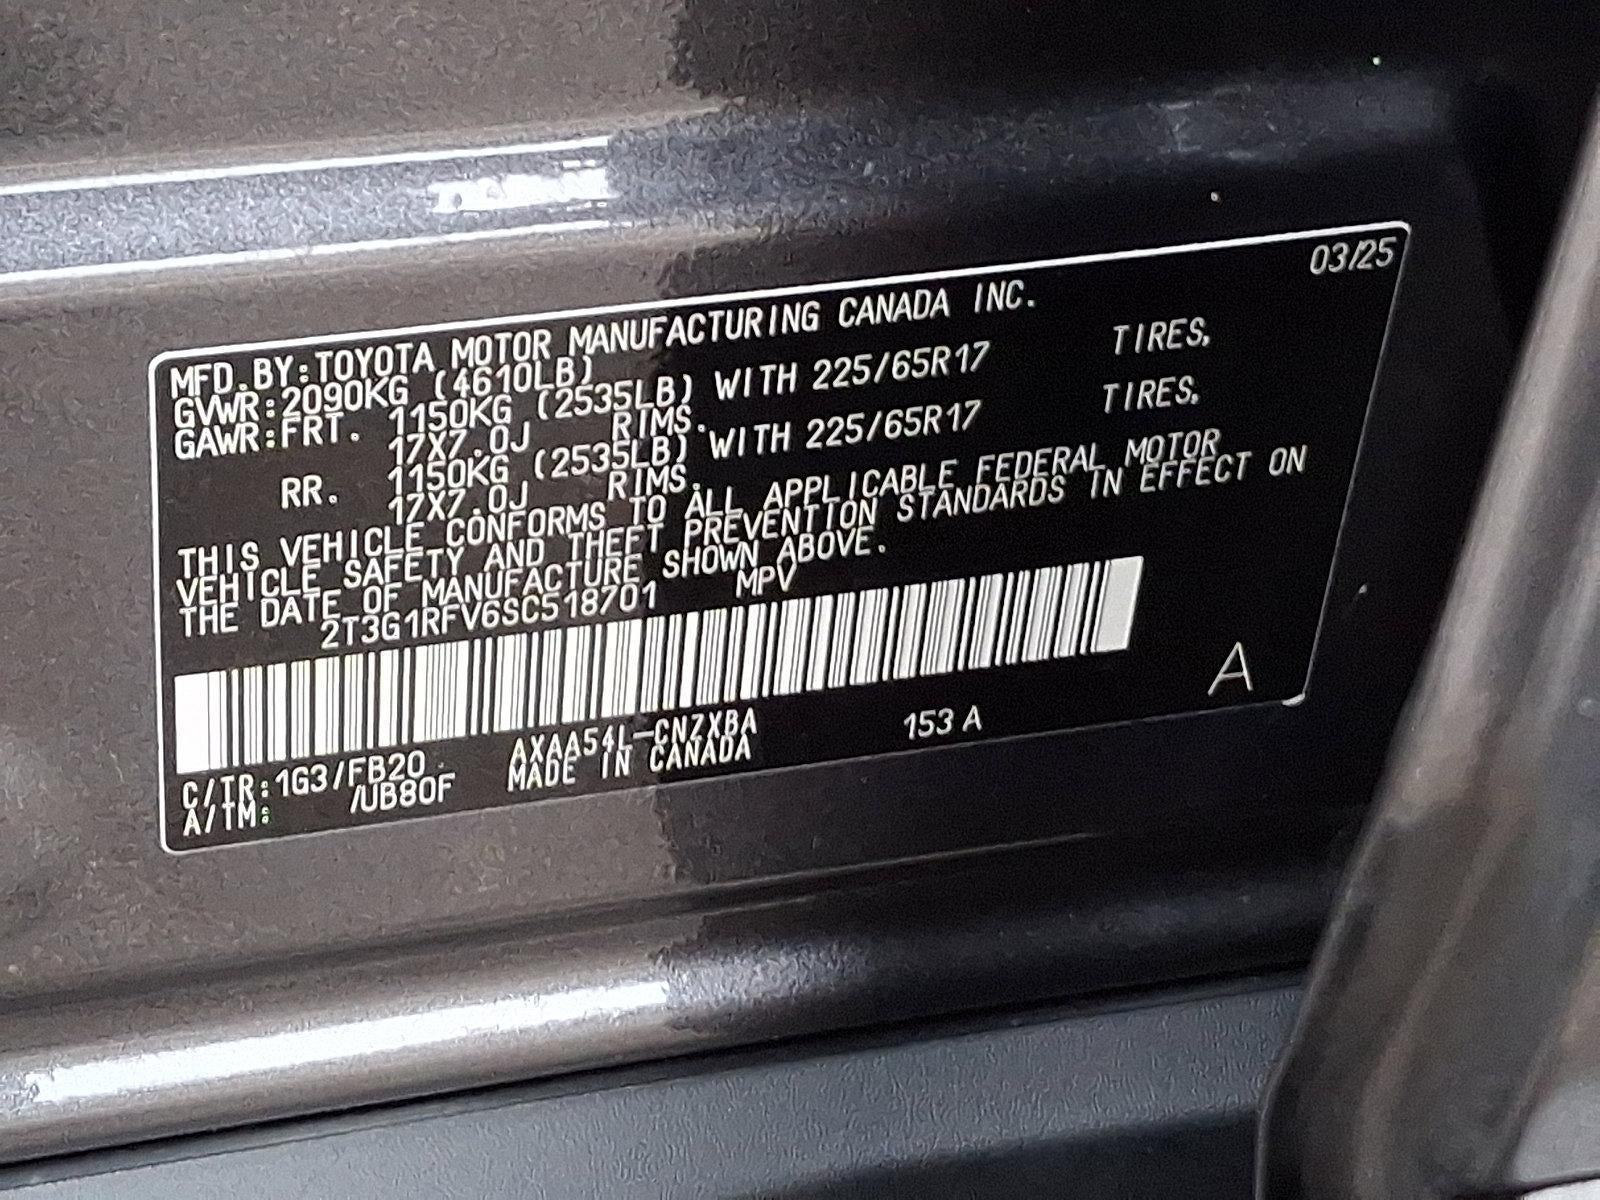 03/25
MFD.BY:TOYOTA MOTOR MANUFACTURING CANADA INC.
GVWR:2090KG (4610LB)
GAWR:FRT. 1150KG (2535LB) WITH 225/65R17 TIRES,
17X7.0J RIMS.
RR. 1150KG (2535LB) WITH 225/65R17 TIRES,
17X7.0J RIMS.
THIS VEHICLE CONFORMS TO ALL APPLICABLE FEDERAL MOTOR
VEHICLE SAFETY AND THEFT PREVENTION STANDARDS IN EFFECT ON
THE DATE OF MANUFACTURE SHOWN ABOVE.
2T3G1RFV6SC518701 MPV
A
C/TR:1G3/FB20 AXAA54L-CNZXBA 153 A
A/TM: /UB80F MADE IN CANADA